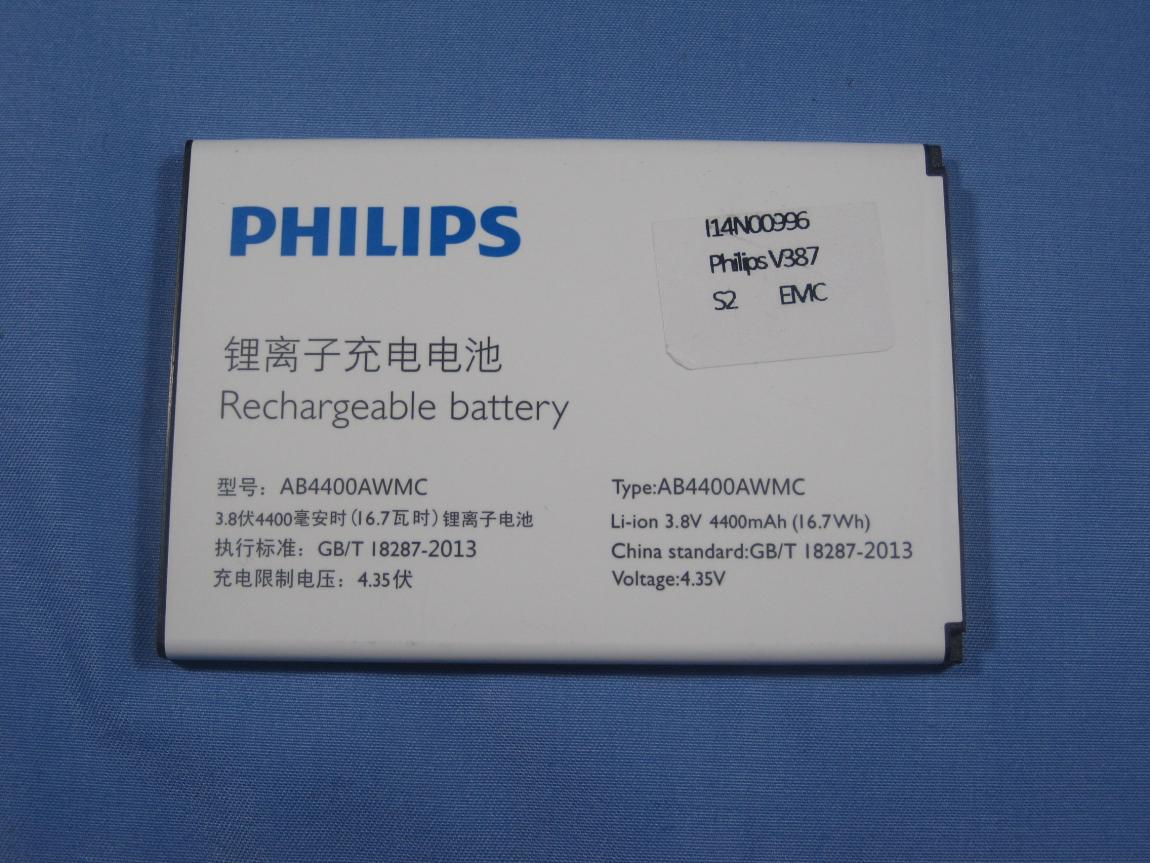 PHILIPS
I14N00996
Philips V387
S2 EMC
锂离子充电电池
Rechargeable battery
型号：AB4400AWMC
3.8伏4400毫安时(16.7瓦时)锂离子电池
执行标准：GB/T 18287-2013
充电限制电压：4.35伏
Type:AB4400AWMC
Li-ion 3.8V 4400mAh (16.7Wh)
China standard:GB/T 18287-2013
Voltage:4.35V